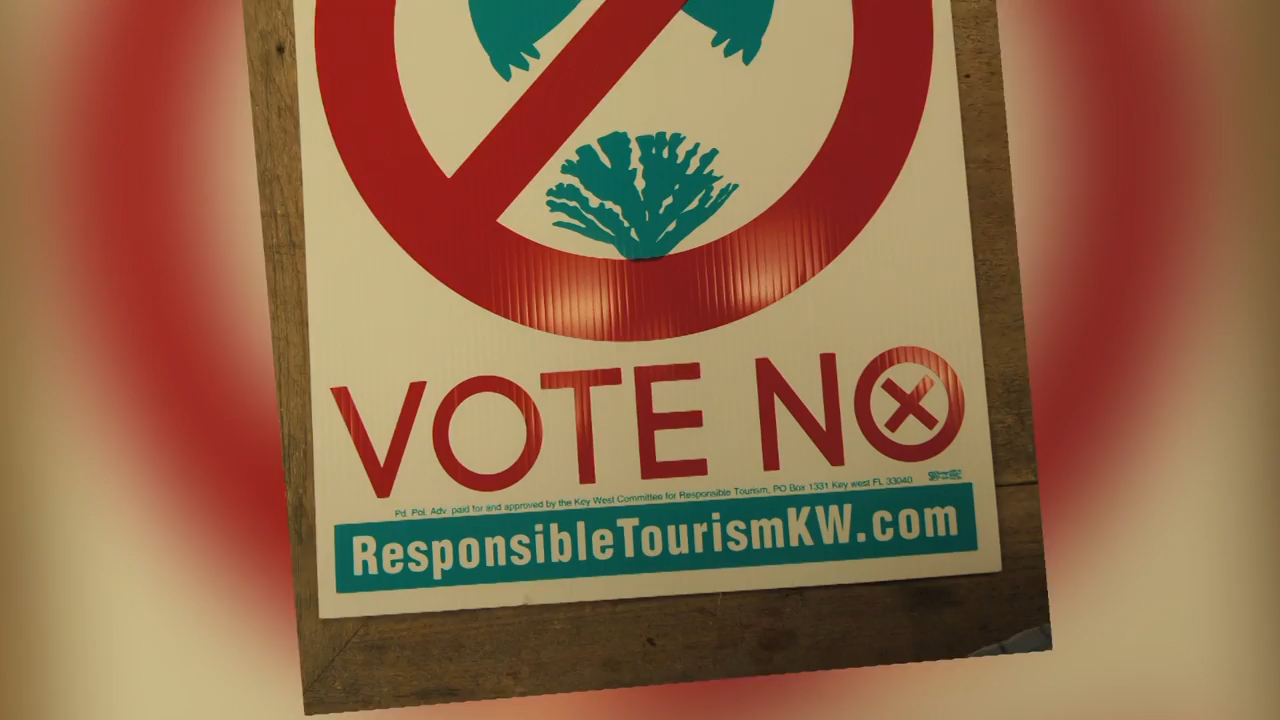 VOTE NO
Pd. Pol. Adv. paid for and approved by the Key West Committee for Responsible Tourism, PO Box 1331 Key west FL 33040
ResponsibleTourismKW.com